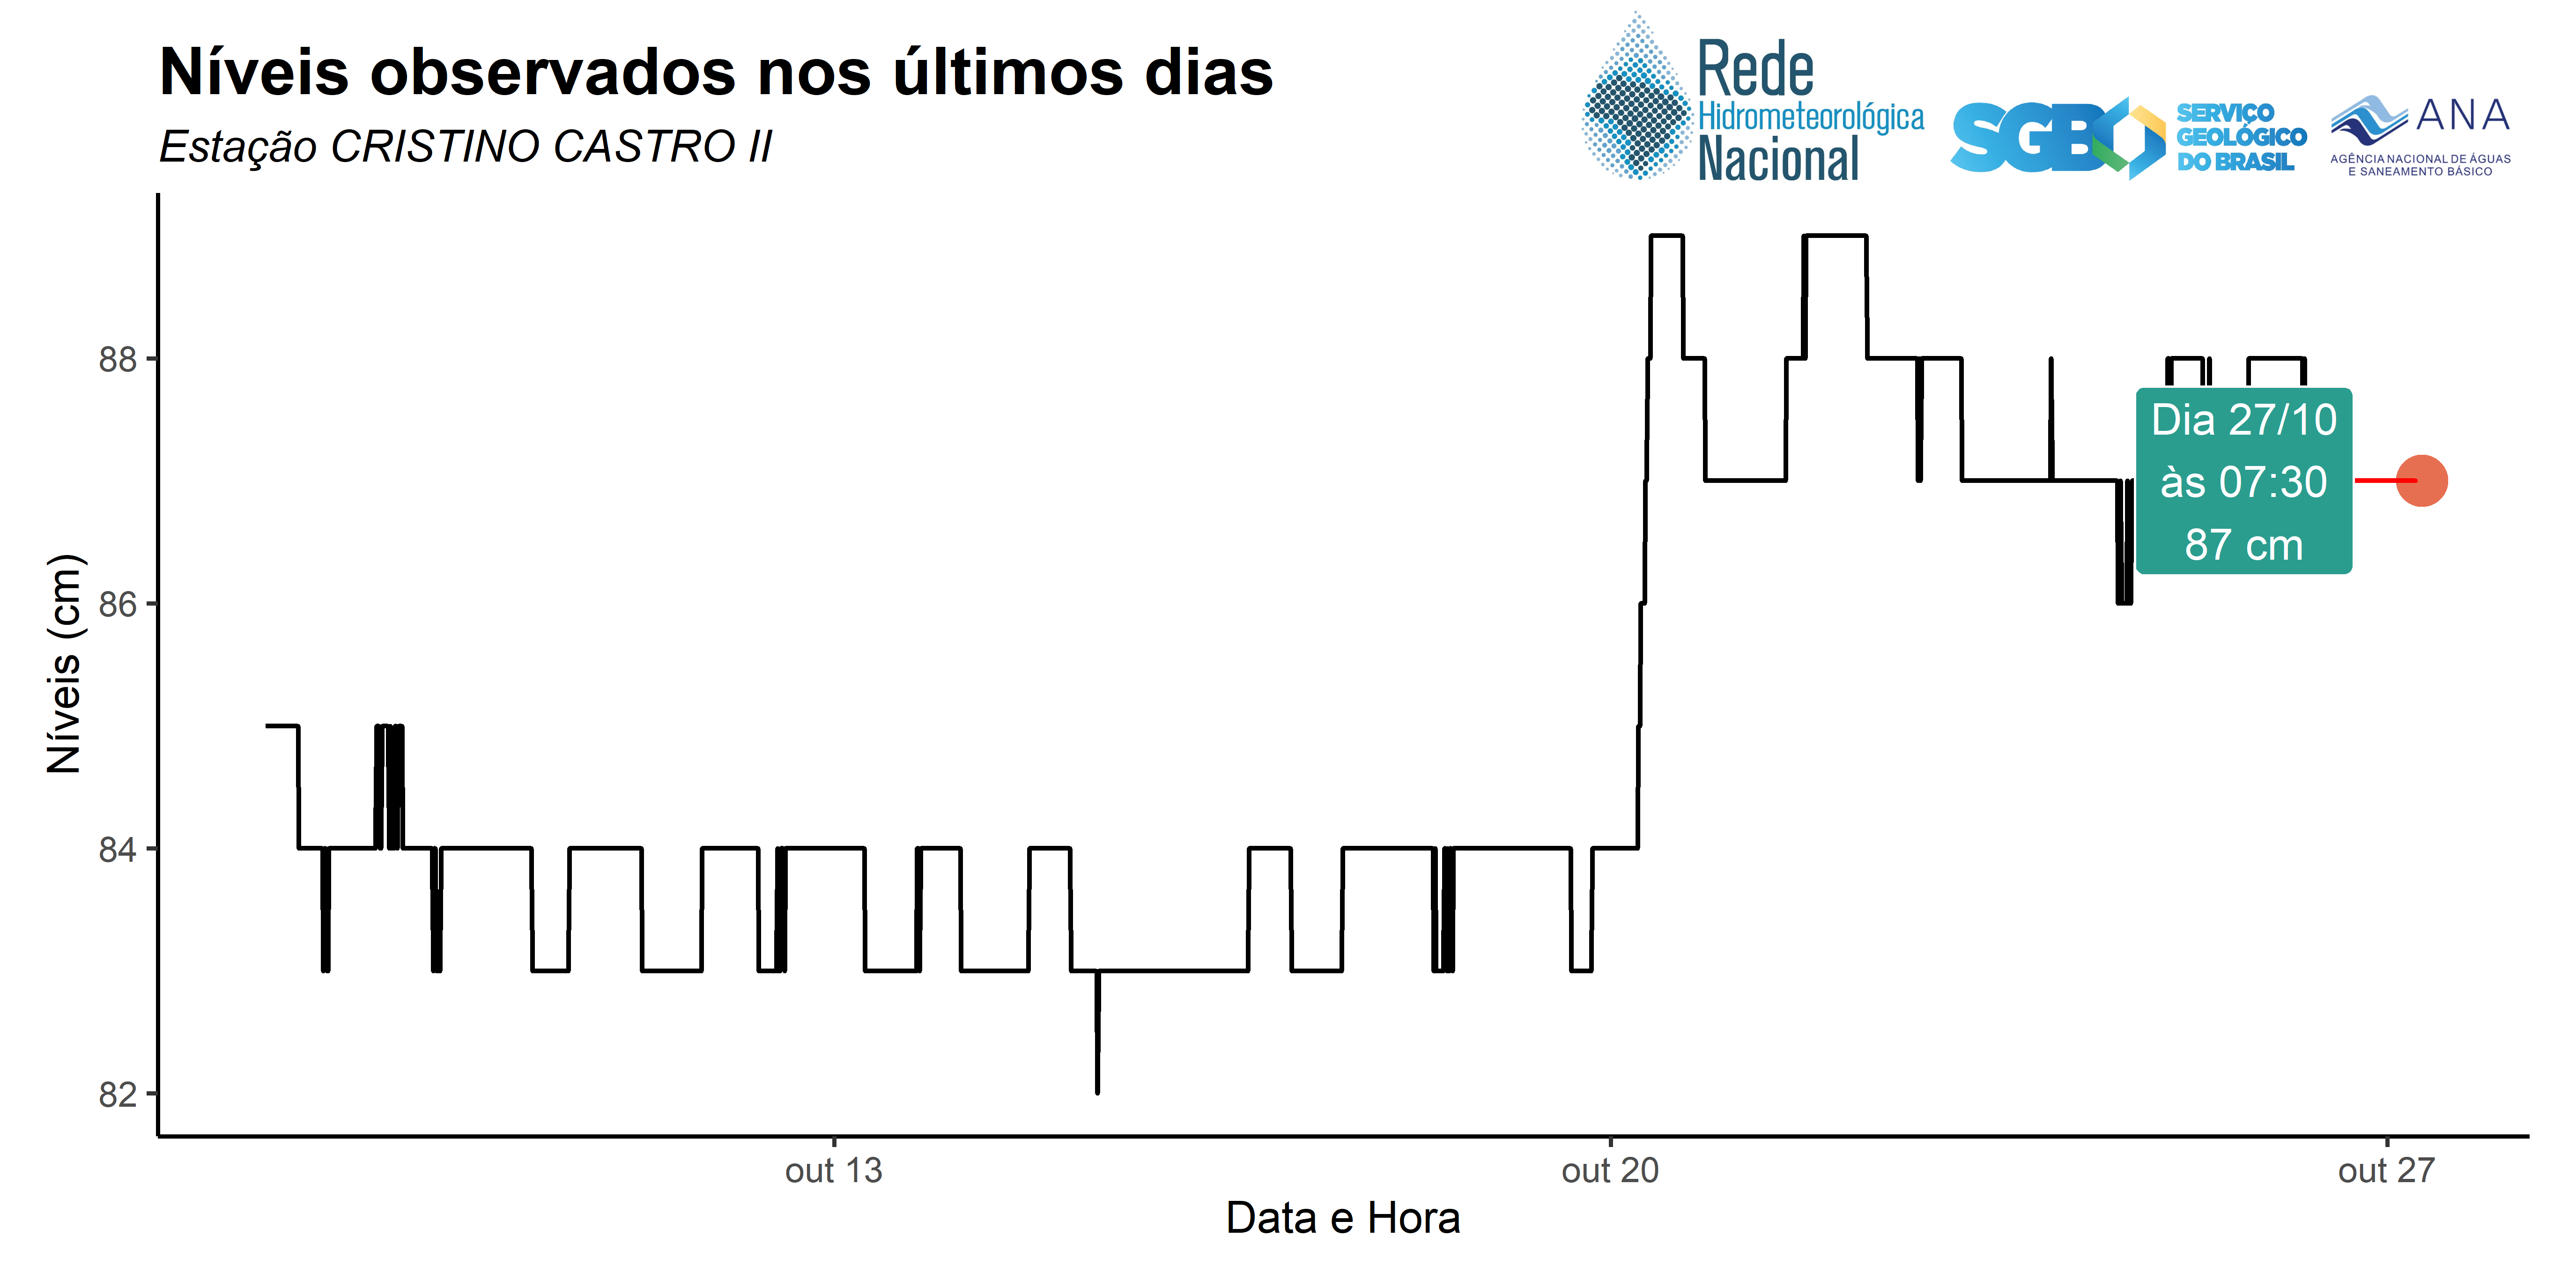 Níveis observados nos últimos dias
Estação CRISTINO CASTRO II
Rede
Hidrometeorológica
Nacional
SGB
SERVIÇO
GEOLÓGICO
DO BRASIL
ANA
AGÊNCIA NACIONAL DE ÁGUAS
E SANEAMENTO BÁSICO
Níveis (cm)
88
86
84
82
Dia 27/10
às 07:30
87 cm
out 13
out 20
out 27
Data e Hora